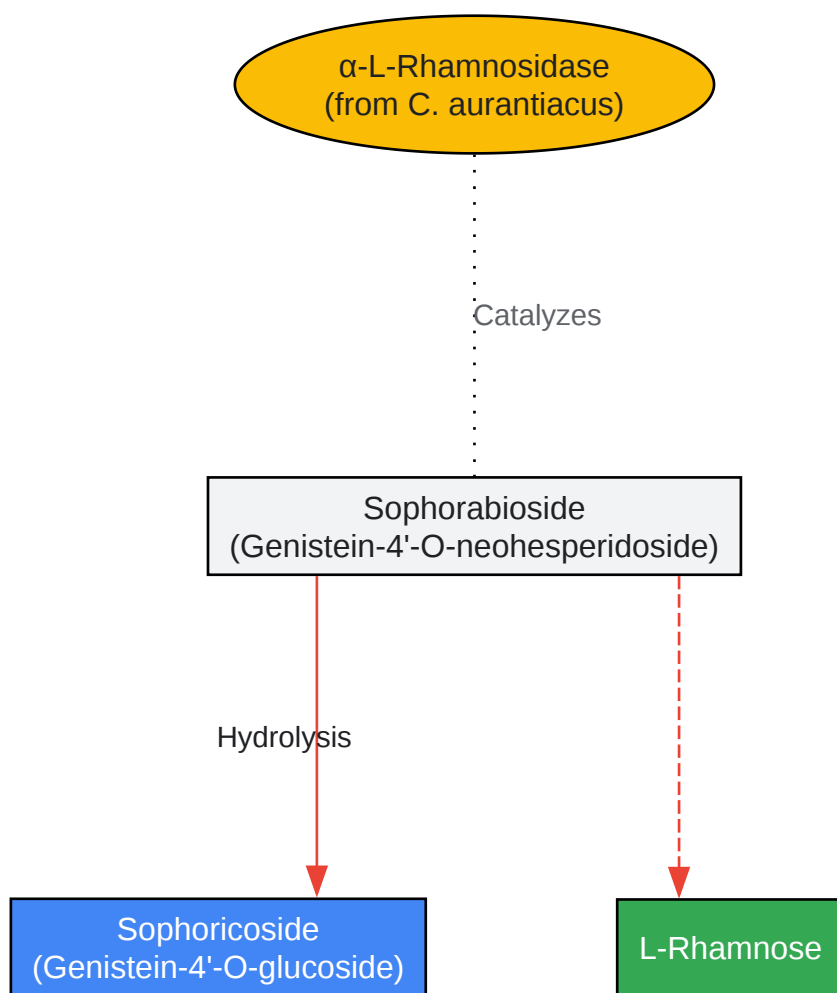 α-L-Rhamnosidase
(from C. aurantiacus)
Catalyzes
Sophorabioside
(Genistein-4'-O-neohesperidoside)
Hydrolysis
Sophoricoside
(Genistein-4'-O-glucoside)
L-Rhamnose